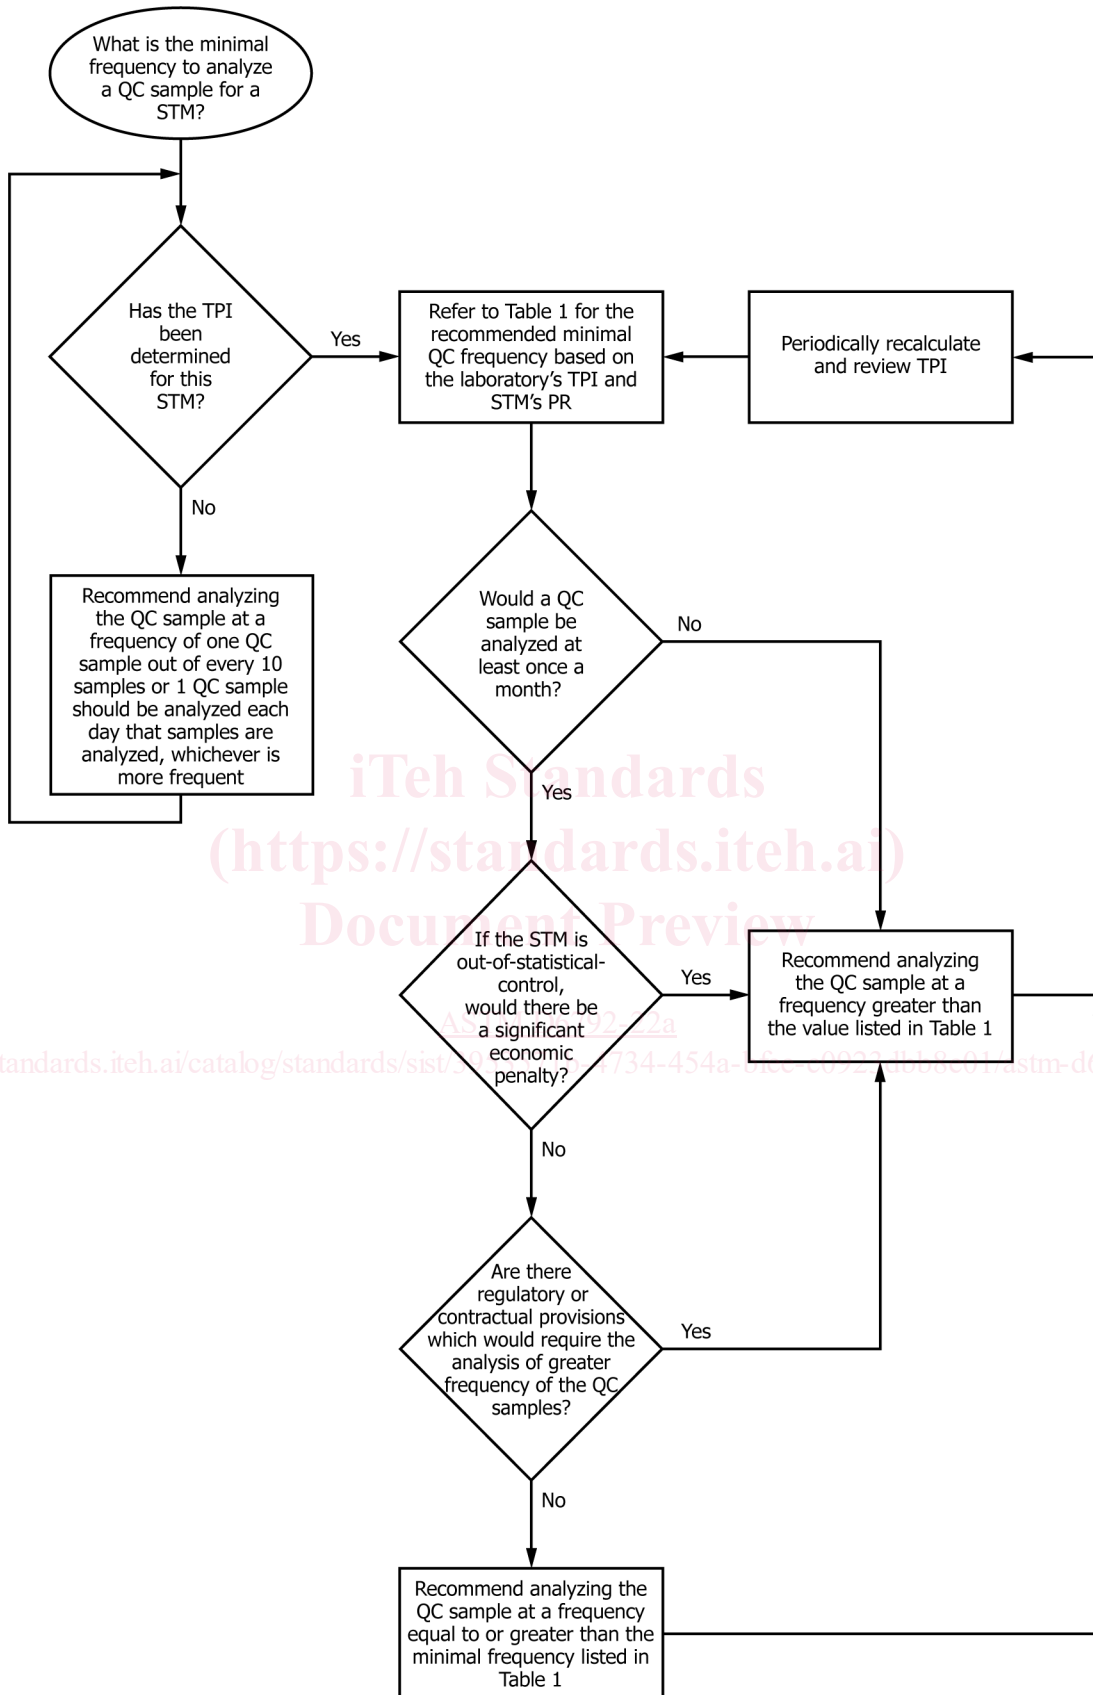 What is the minimal
frequency to analyze
a QC sample for a
STM?
Has the TPI
been
determined
for this
STM?
Yes
Refer to Table 1 for the
recommended minimal
QC frequency based on
the laboratory's TPI and
STM's PR
Periodically recalculate
and review TPI
No
Recommend analyzing
the QC sample at a
frequency of one QC
sample out of every 10
samples or 1 QC sample
should be analyzed each
day that samples are
analyzed, whichever is
more frequent
Would a QC
sample be
analyzed at
least once a
month?
No
Yes
iTeh Standards
(https://standards.iteh.ai)
Document Preview
If the STM is
out-of-statistical-
control,
would there be
a significant
economic
penalty?
Yes
Recommend analyzing
the QC sample at a
frequency greater than
the value listed in Table 1
No
Are there
regulatory or
contractual provisions
which would require the
analysis of greater
frequency of the QC
samples?
Yes
No
Recommend analyzing the
QC sample at a frequency
equal to or greater than the
minimal frequency listed in
Table 1